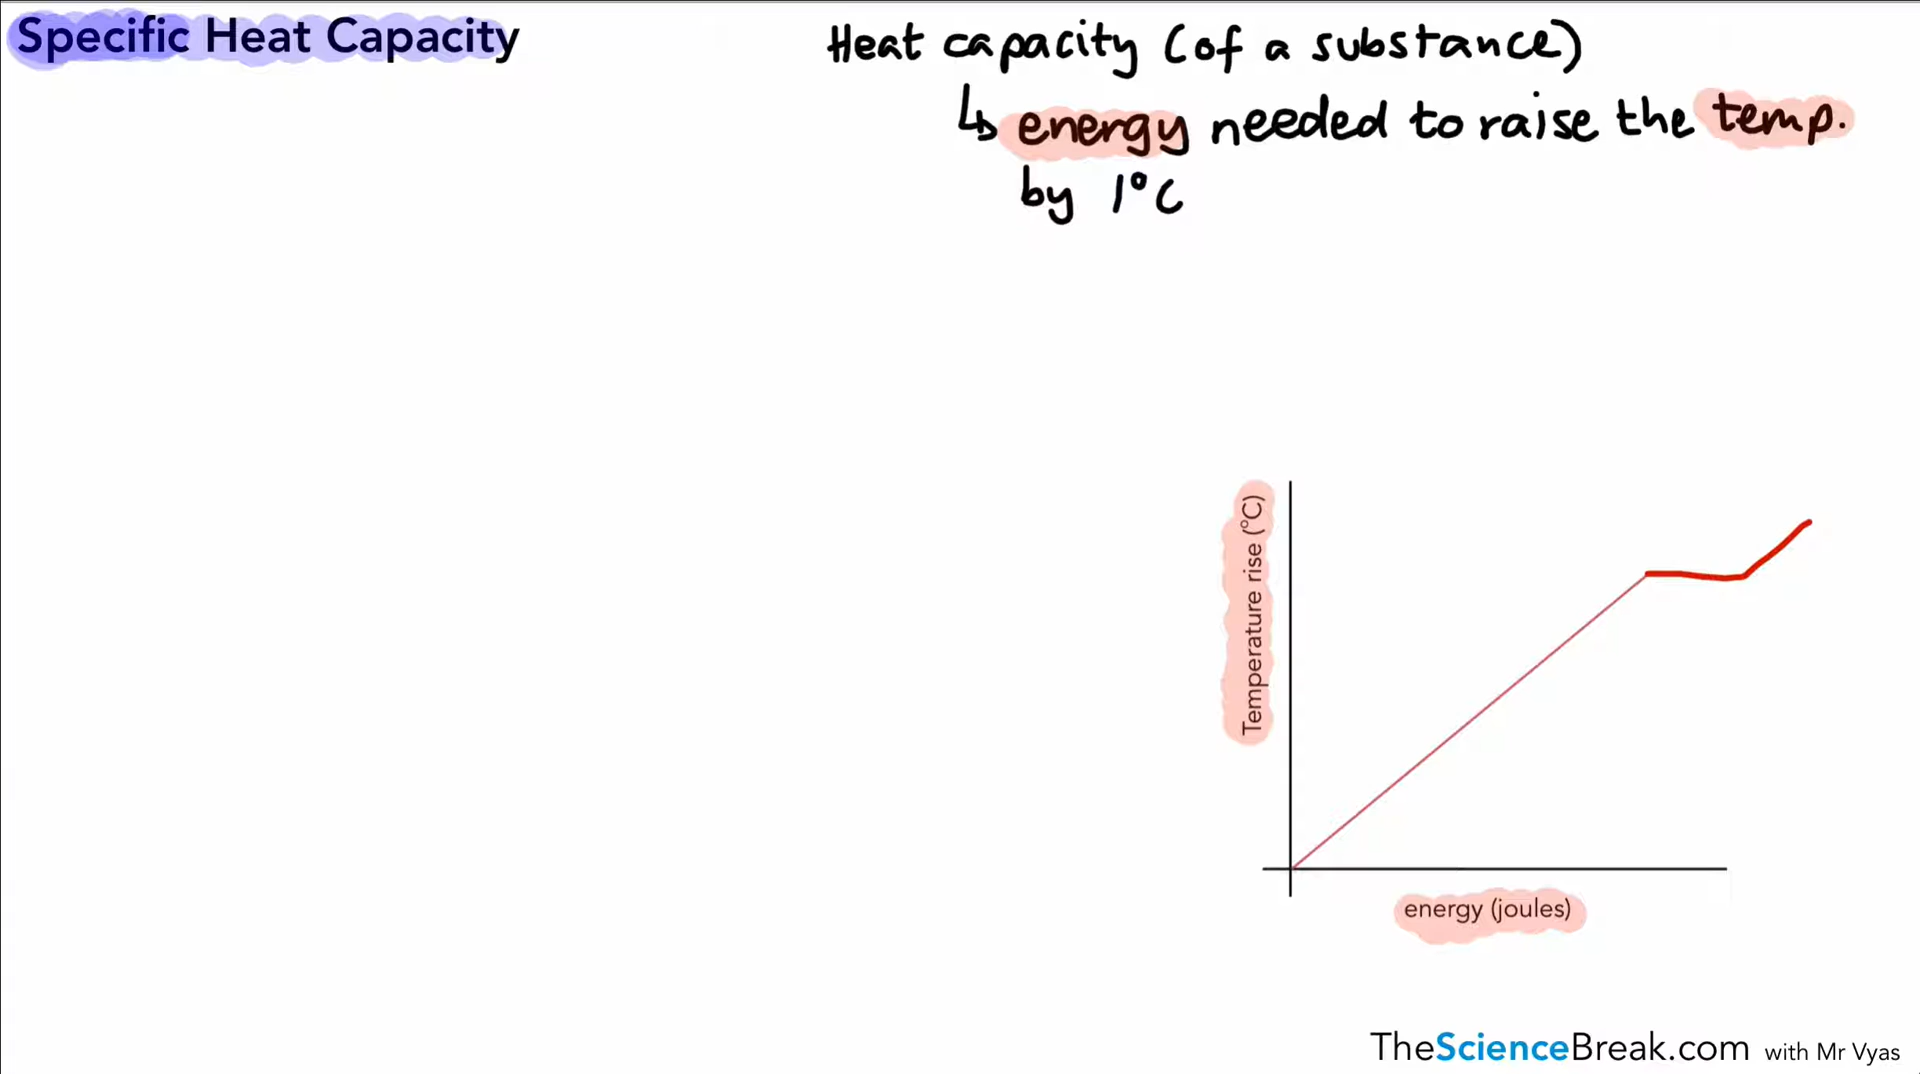 Specific Heat Capacity
Heat capacity (of a substance)
↳ energy needed to raise the temp.
by 1°C
Temperature rise (°C)
energy (joules)
TheScienceBreak.com with Mr Vyas